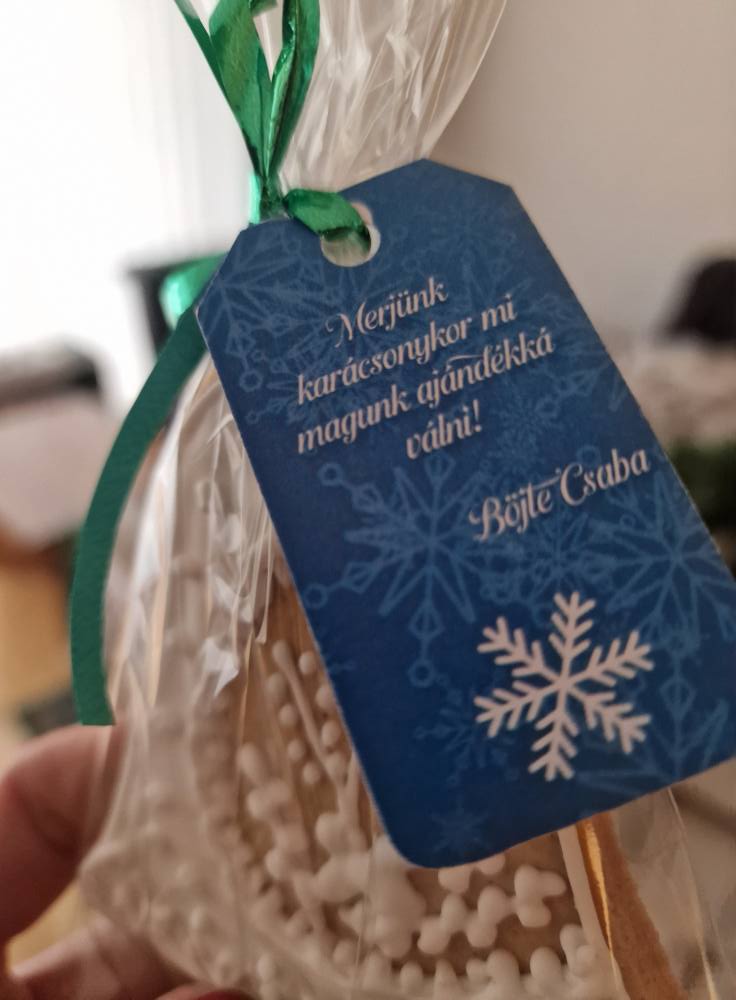 Merjünk
karácsonykor mi
magunk ajándékká
válni!
Böjte Csaba